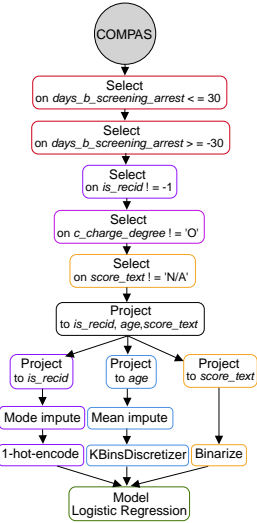 COMPAS
Select
on days_b_screening_arrest < = 30
Select
on days_b_screening_arrest > = -30
Select
on is_recid ! = -1
Select
on c_charge_degree ! = 'O'
Select
on score_text ! = 'N/A'
Project
to is_recid, age,score_text
Project
to is_recid
Project
to age
Project
to score_text
Mode impute
Mean impute
1-hot-encode
KBinsDiscretizer
Binarize
Model
Logistic Regression